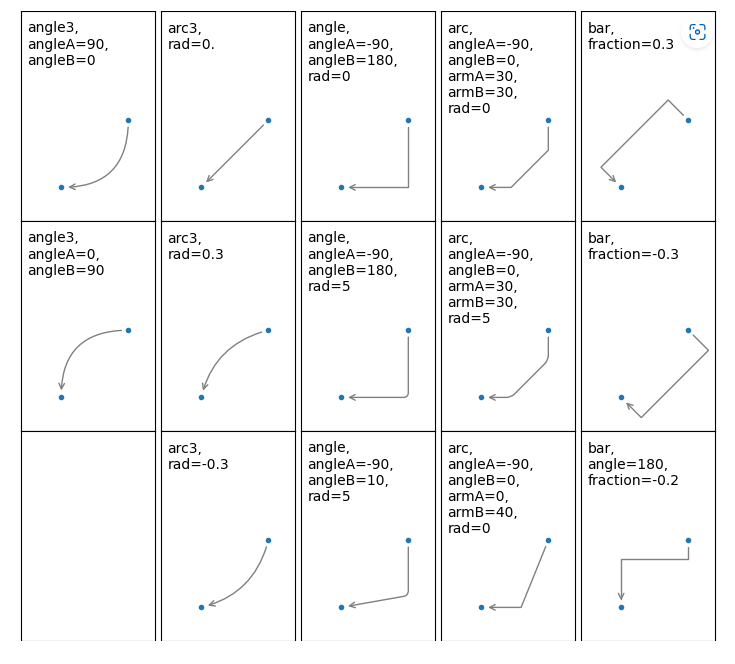 angle3,
angleA=90,
angleB=0
arc3,
rad=0.
angle,
angleA=-90,
angleB=180,
rad=0
arc,
angleA=-90,
angleB=0,
armA=30,
armB=30,
rad=0
bar,
fraction=0.3
angle3,
angleA=0,
angleB=90
arc3,
rad=0.3
angle,
angleA=-90,
angleB=180,
rad=5
arc,
angleA=-90,
angleB=0,
armA=30,
armB=30,
rad=5
bar,
fraction=-0.3
arc3,
rad=-0.3
angle,
angleA=-90,
angleB=10,
rad=5
arc,
angleA=-90,
angleB=0,
armA=0,
armB=40,
rad=0
bar,
angle=180,
fraction=-0.2